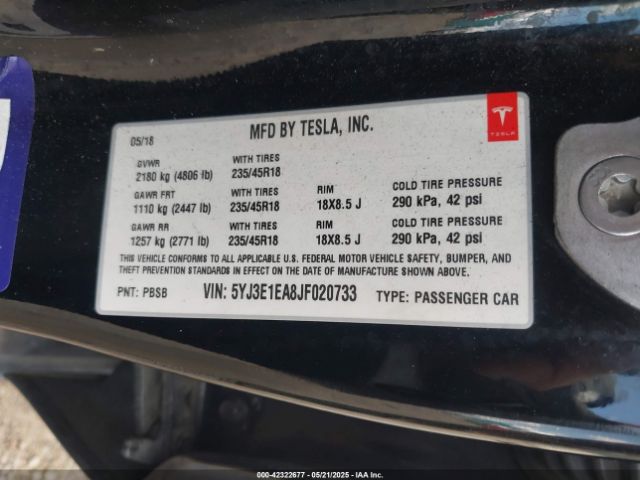 05/18
MFD BY TESLA, INC.
TESLA
GVWR
2180 kg (4806 lb)
WITH TIRES
235/45R18
GAWR FRT
1110 kg (2447 lb)
WITH TIRES
235/45R18
RIM
18X8.5 J
COLD TIRE PRESSURE
290 kPa, 42 psi
GAWR RR
1257 kg (2771 lb)
WITH TIRES
235/45R18
RIM
18X8.5 J
COLD TIRE PRESSURE
290 kPa, 42 psi
THIS VEHICLE CONFORMS TO ALL APPLICABLE U.S. FEDERAL MOTOR VEHICLE SAFETY, BUMPER, AND
THEFT PREVENTION STANDARDS IN EFFECT ON THE DATE OF MANUFACTURE SHOWN ABOVE.
PNT: PBSB
VIN: 5YJ3E1EA8JF020733
TYPE: PASSENGER CAR
000-42322677 - 05/21/2025 - IAA, Inc.